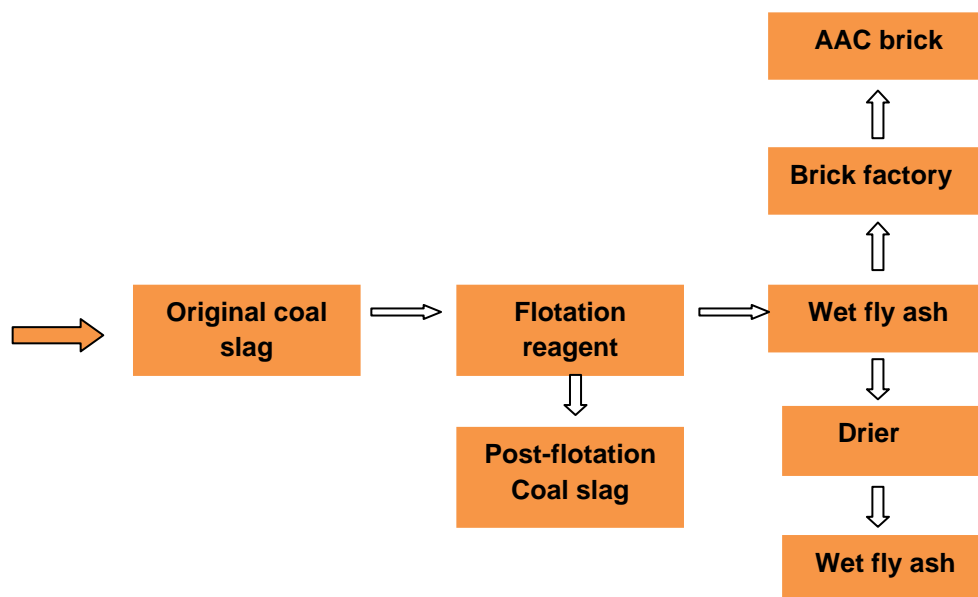 AAC brick
Brick factory
Original coal
slag
Flotation
reagent
Wet fly ash
Post-flotation
Coal slag
Drier
Wet fly ash